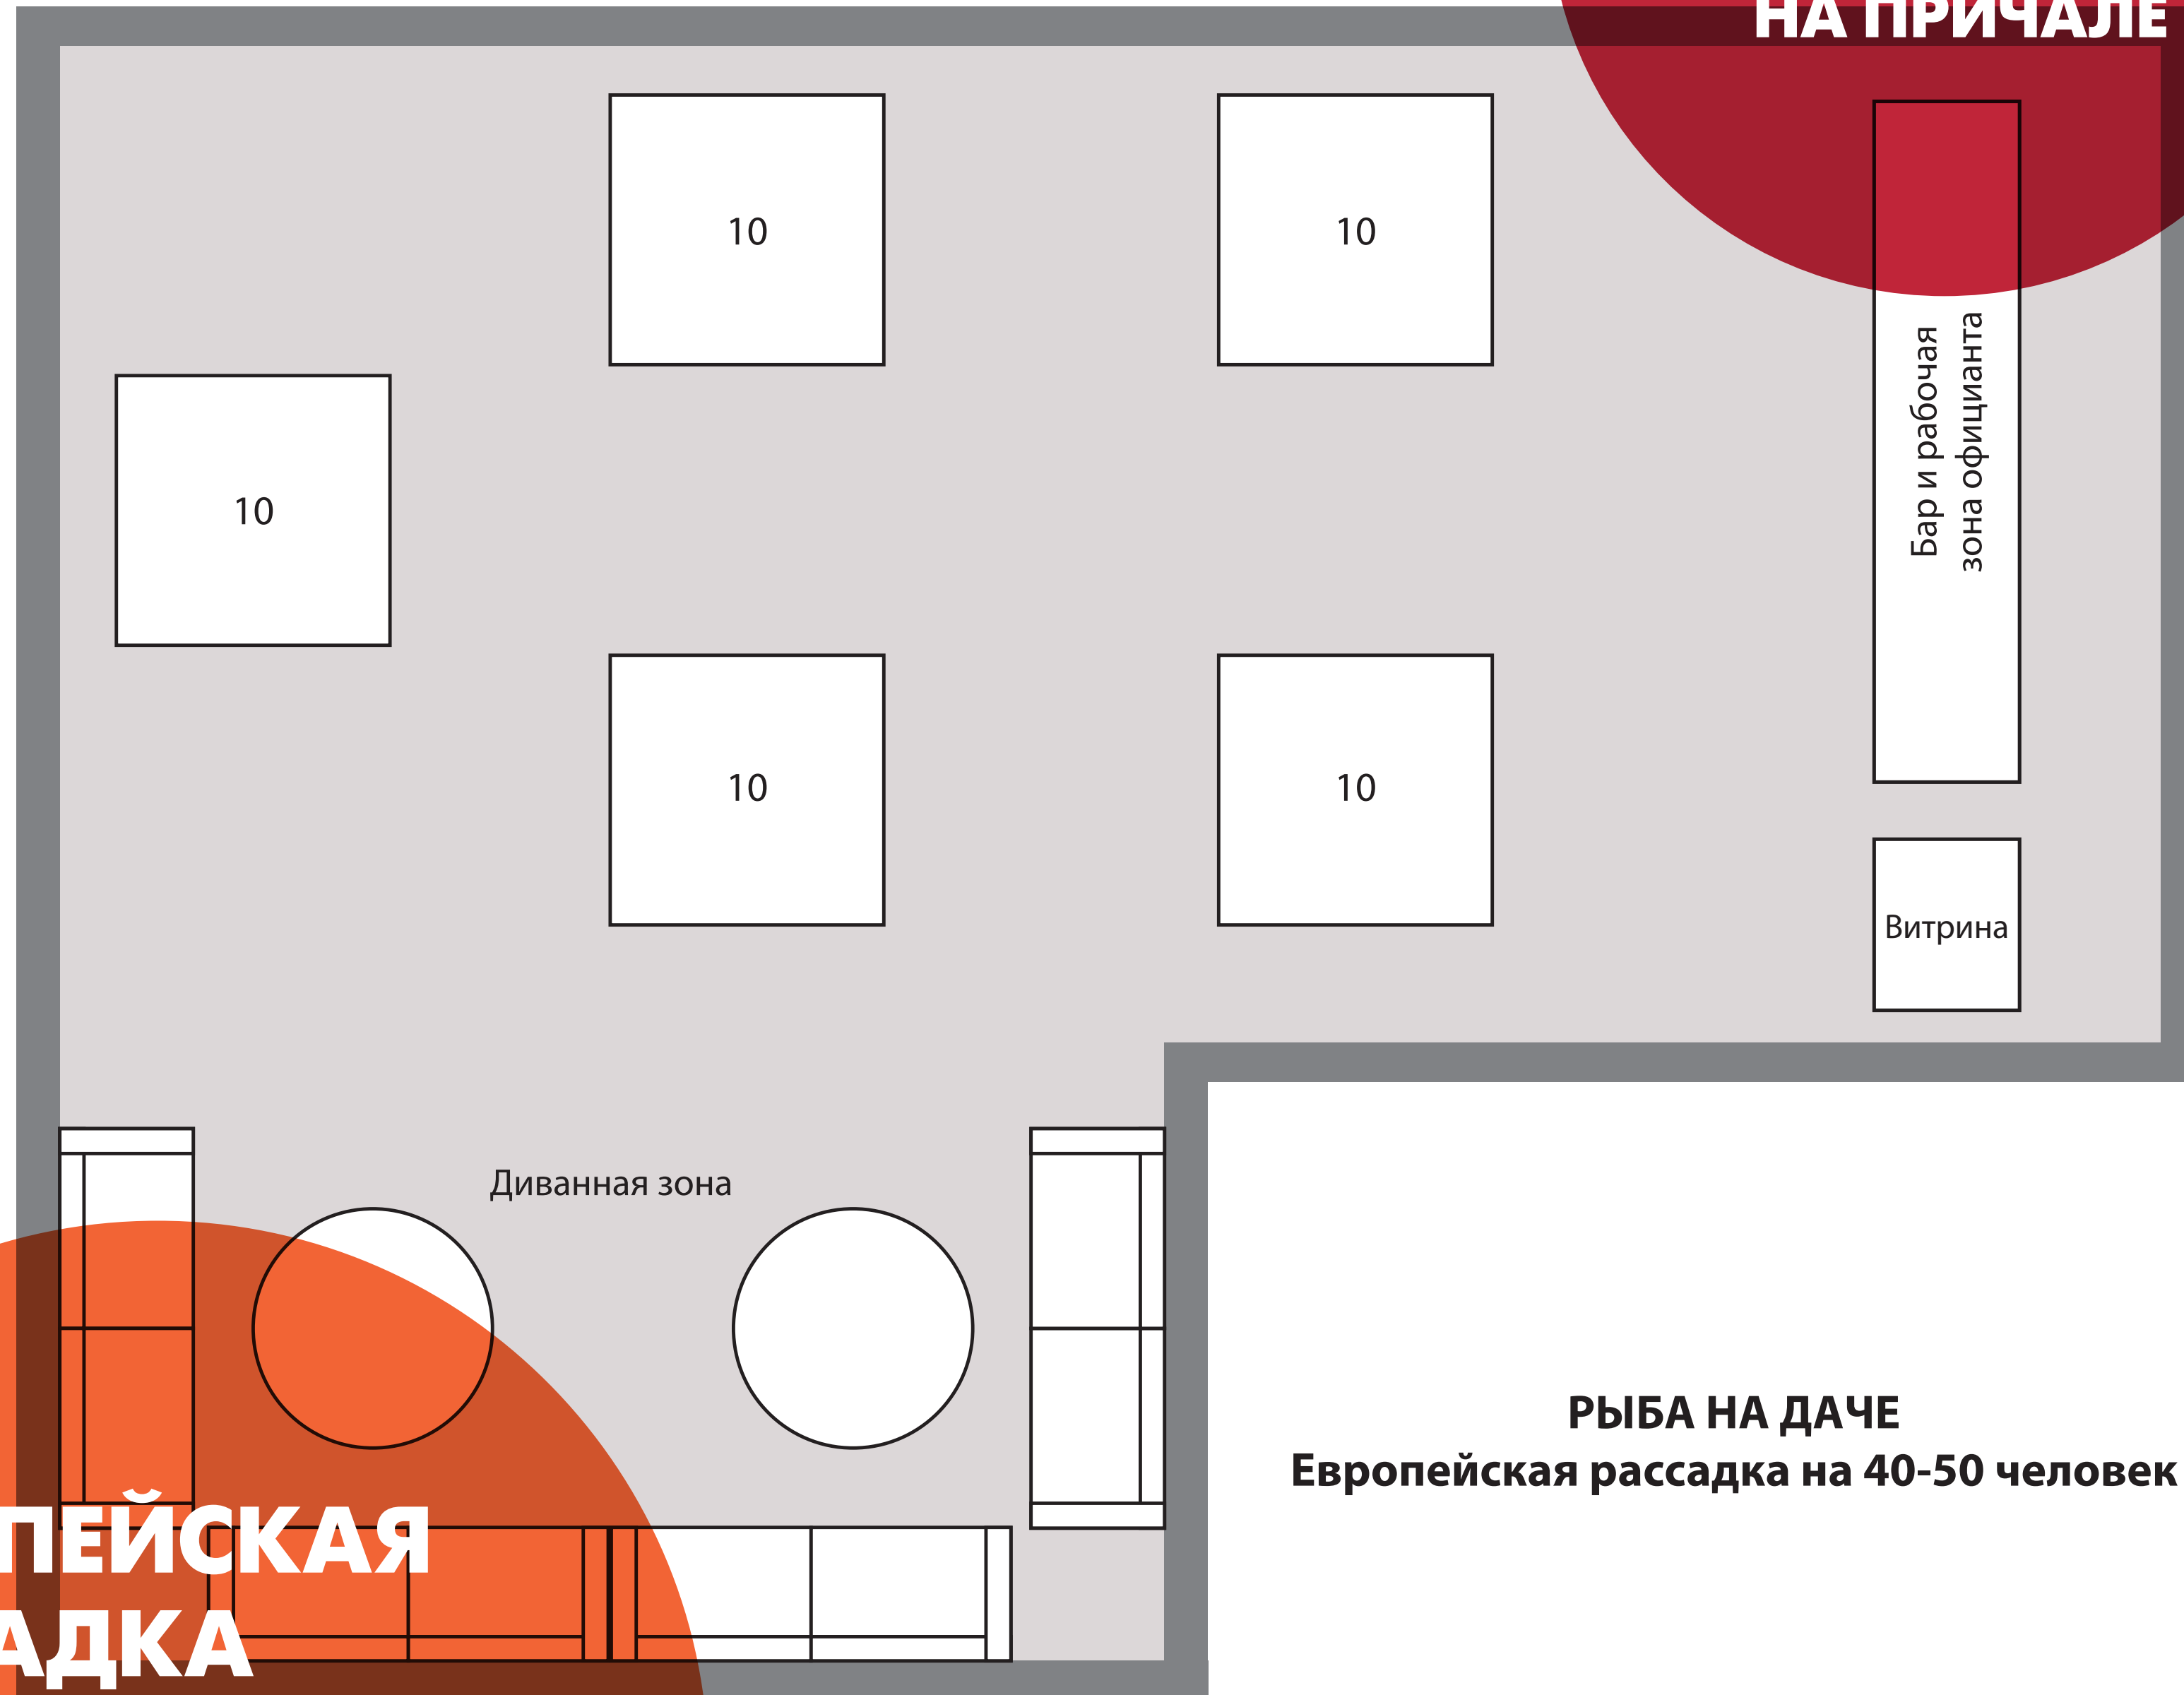 НА ПРИЧАЛЕ
10
10
10
Бар и рабочая
зона официанта
10
10
Витрина
Диванная зона
РЫБА НА ДАЧЕ
Европейская рассадка на 40-50 человек
ПЕЙСКАЯ
АДКА